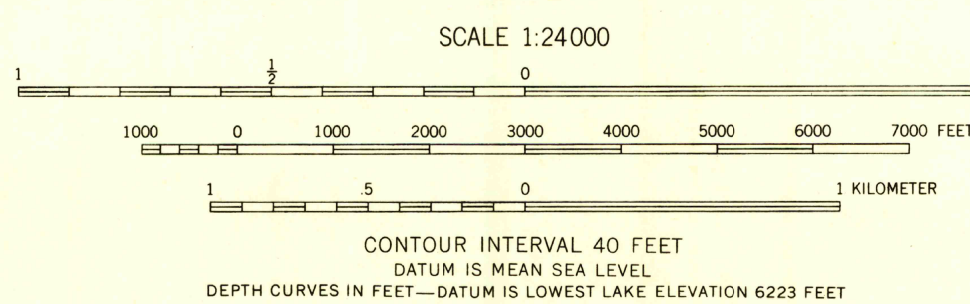 SCALE 1:24000
1 1/2 0
1000 0 1000 2000 3000 4000 5000 6000 7000 FEET
1 .5 0 1 KILOMETER
CONTOUR INTERVAL 40 FEET
DATUM IS MEAN SEA LEVEL
DEPTH CURVES IN FEET—DATUM IS LOWEST LAKE ELEVATION 6223 FEET